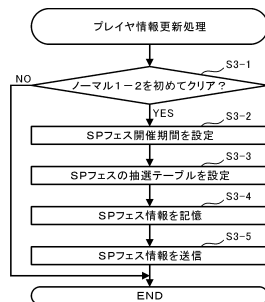 プレイヤ情報更新処理
S3-1
NO
ノーマル1-2を初めてクリア?
YES
S3-2
SPフェス開催期間を設定
S3-3
SPフェスの抽選テーブルを設定
S3-4
SPフェス情報を記憶
S3-5
SPフェス情報を送信
END